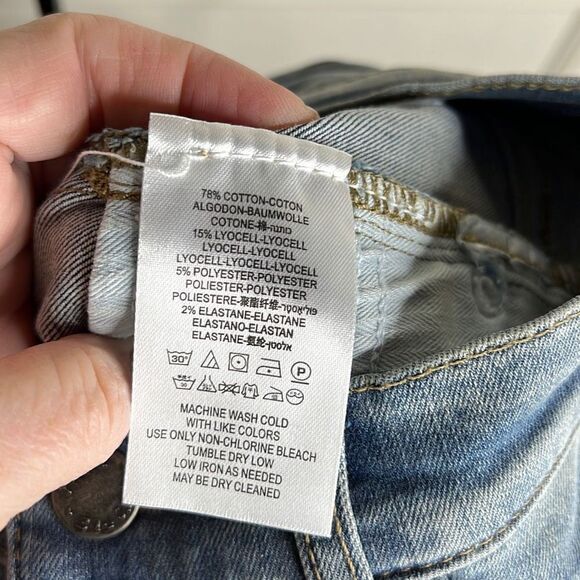 78% COTTON-COTON
ALGODON-BAUMWOLLE
COTONE-棉-כותנה
15% LYOCELL-LYOCELL
LYOCELL-LYOCELL
LYOCELL-LYOCELL-LYOCELL
5% POLYESTER-POLYESTER
POLIESTER-POLYESTER
POLIESTERE-聚酯纤维-פוליאסטר
2% ELASTANE-ELASTANE
ELASTANO-ELASTAN
ELASTANE-氨纶-אלסטן
30° P
30
MACHINE WASH COLD
WITH LIKE COLORS
USE ONLY NON-CHLORINE BLEACH
TUMBLE DRY LOW
LOW IRON AS NEEDED
MAY BE DRY CLEANED